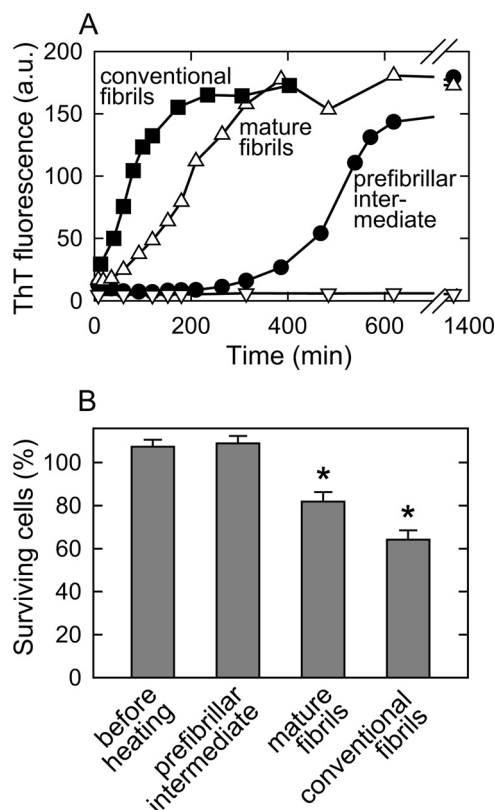 A
200
150
100
50
0
ThT fluorescence (a.u.)
conventional
fibrils
mature
fibrils
prefibrillar
inter-
mediate
0 200 400 600 1400
Time (min)
B
100
80
60
40
20
0
Surviving cells (%)
*
*
before
heating
prefibrillar
intermediate
mature
fibrils
conventional
fibrils